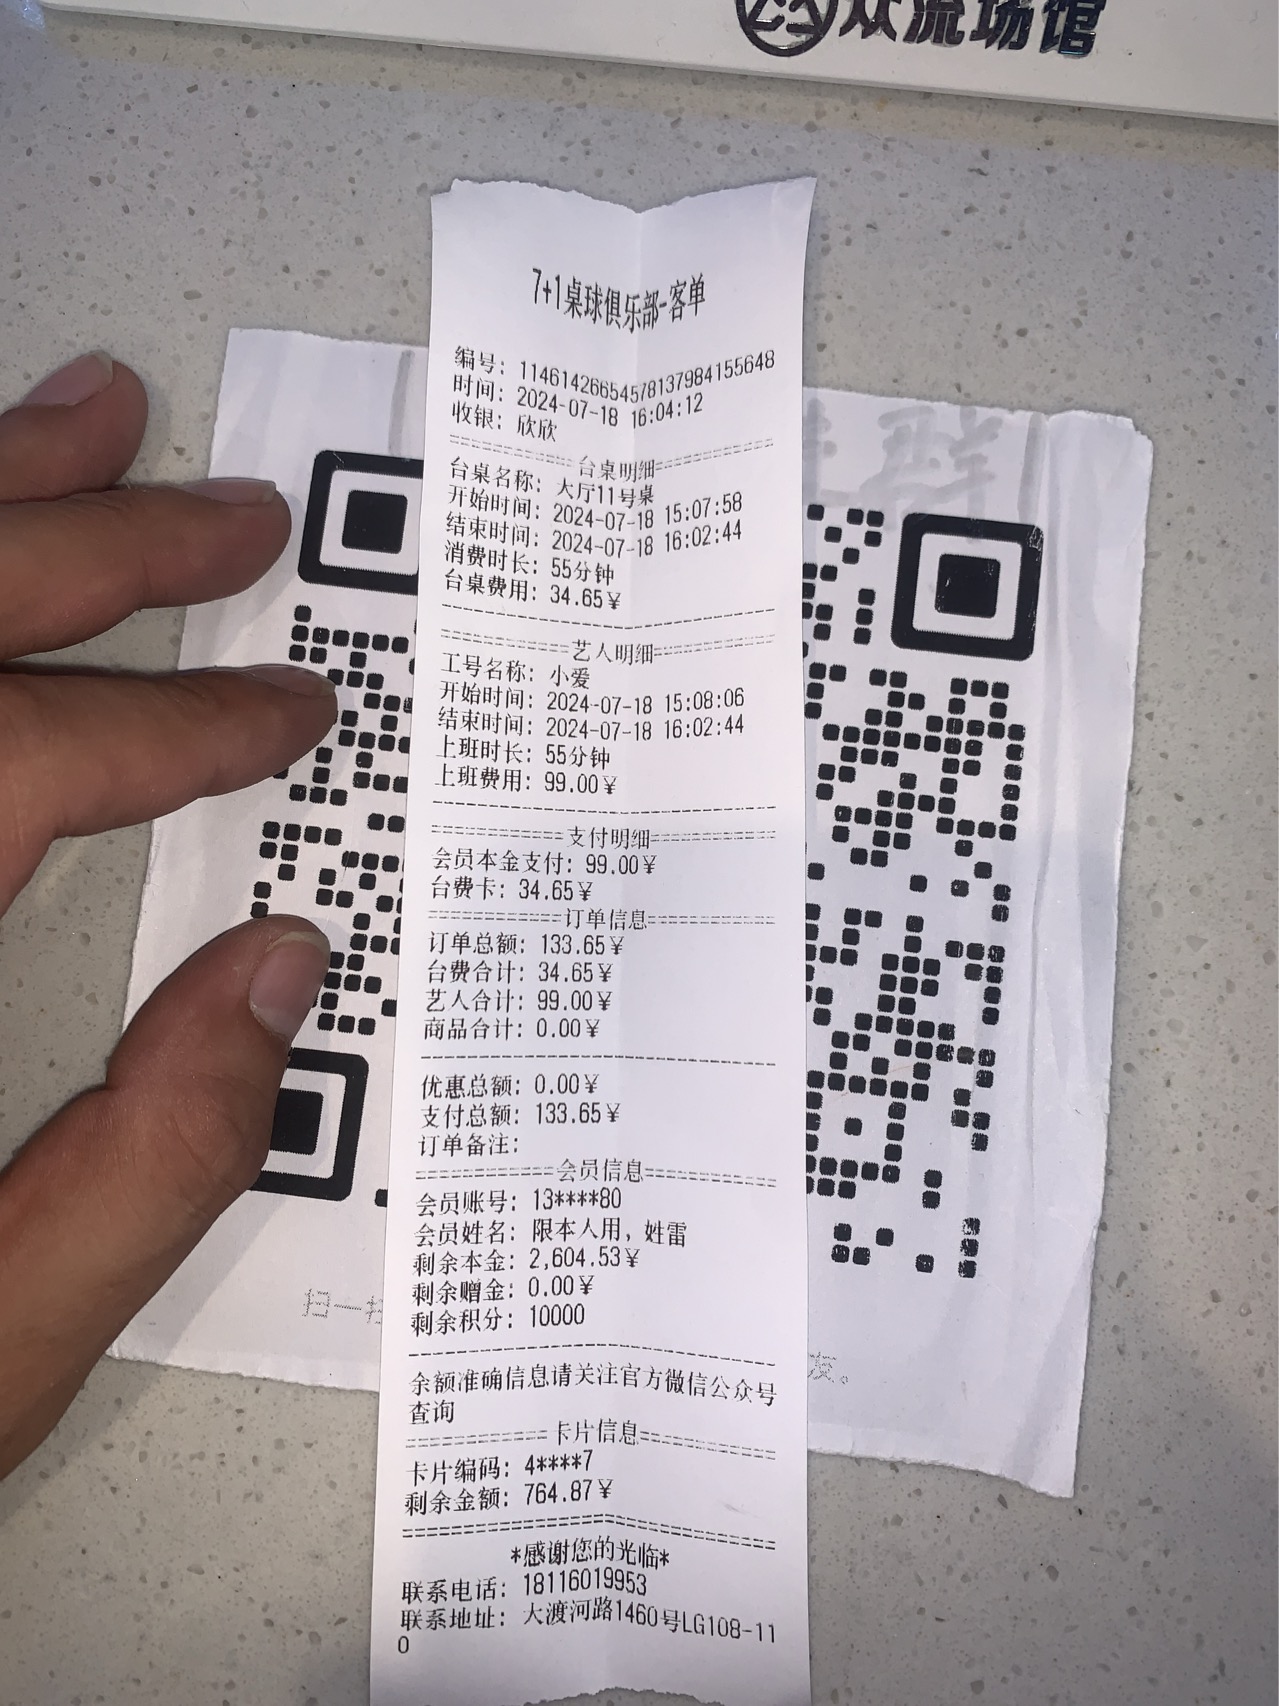 众流场馆
7+1桌球俱乐部-客单
编号: 1146142665457813798​4155648
时间: 2024-07-18 16:04:12
收银: 欣欣
============台桌明细============
台桌名称: 大厅11号桌
开始时间: 2024-07-18 15:07:58
结束时间: 2024-07-18 16:02:44
消费时长: 55分钟
台桌费用: 34.65¥
============艺人明细============
工号名称: 小爱
开始时间: 2024-07-18 15:08:06
结束时间: 2024-07-18 16:02:44
上班时长: 55分钟
上班费用: 99.00¥
============支付明细============
会员本金支付: 99.00¥
台费卡: 34.65¥
============订单信息============
订单总额: 133.65¥
台费合计: 34.65¥
艺人合计: 99.00¥
商品合计: 0.00¥
优惠总额: 0.00¥
支付总额: 133.65¥
订单备注:
============会员信息============
会员账号: 13****80
会员姓名: 限本人用, 姓雷
剩余本金: 2,604.53¥
剩余赠金: 0.00¥
剩余积分: 10000
余额准确信息请关注官方微信公众号
查询
============卡片信息============
卡片编码: 4****7
剩余金额: 764.87¥
*感谢您的光临*
联系电话: 18116019953
联系地址: 大渡河路1460号LG108-11
0
扫一扫
友。